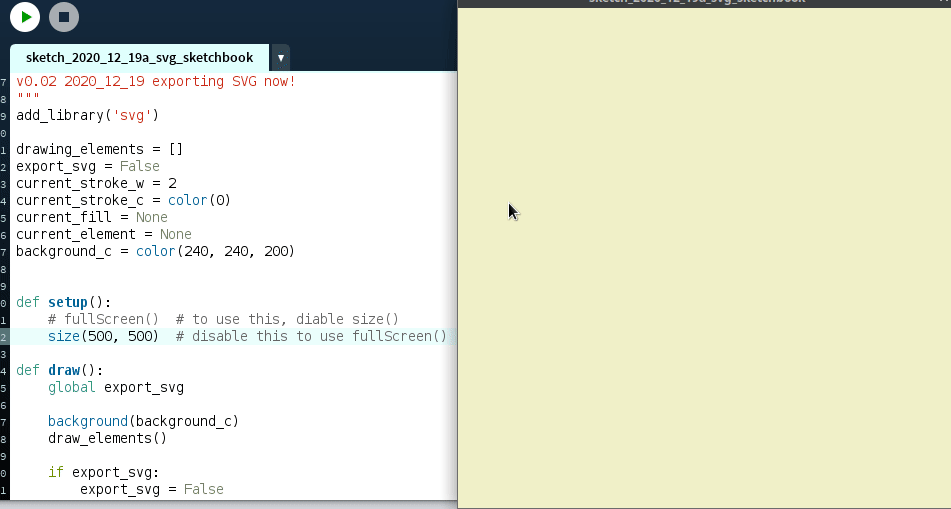 sketch_2020_12_19a_svg_sketchbook
sketch_2020_12_19a_svg_sketchbook
7 v0.02 2020_12_19 exporting SVG now!
8 """
9 add_library('svg')
0
1 drawing_elements = []
2 export_svg = False
3 current_stroke_w = 2
4 current_stroke_c = color(0)
5 current_fill = None
6 current_element = None
7 background_c = color(240, 240, 200)
8
9
0 def setup():
1 # fullScreen()  # to use this, diable size()
2 size(500, 500)  # disable this to use fullScreen()
3
4 def draw():
5 global export_svg
6
7 background(background_c)
8 draw_elements()
9
0 if export_svg:
1 export_svg = False